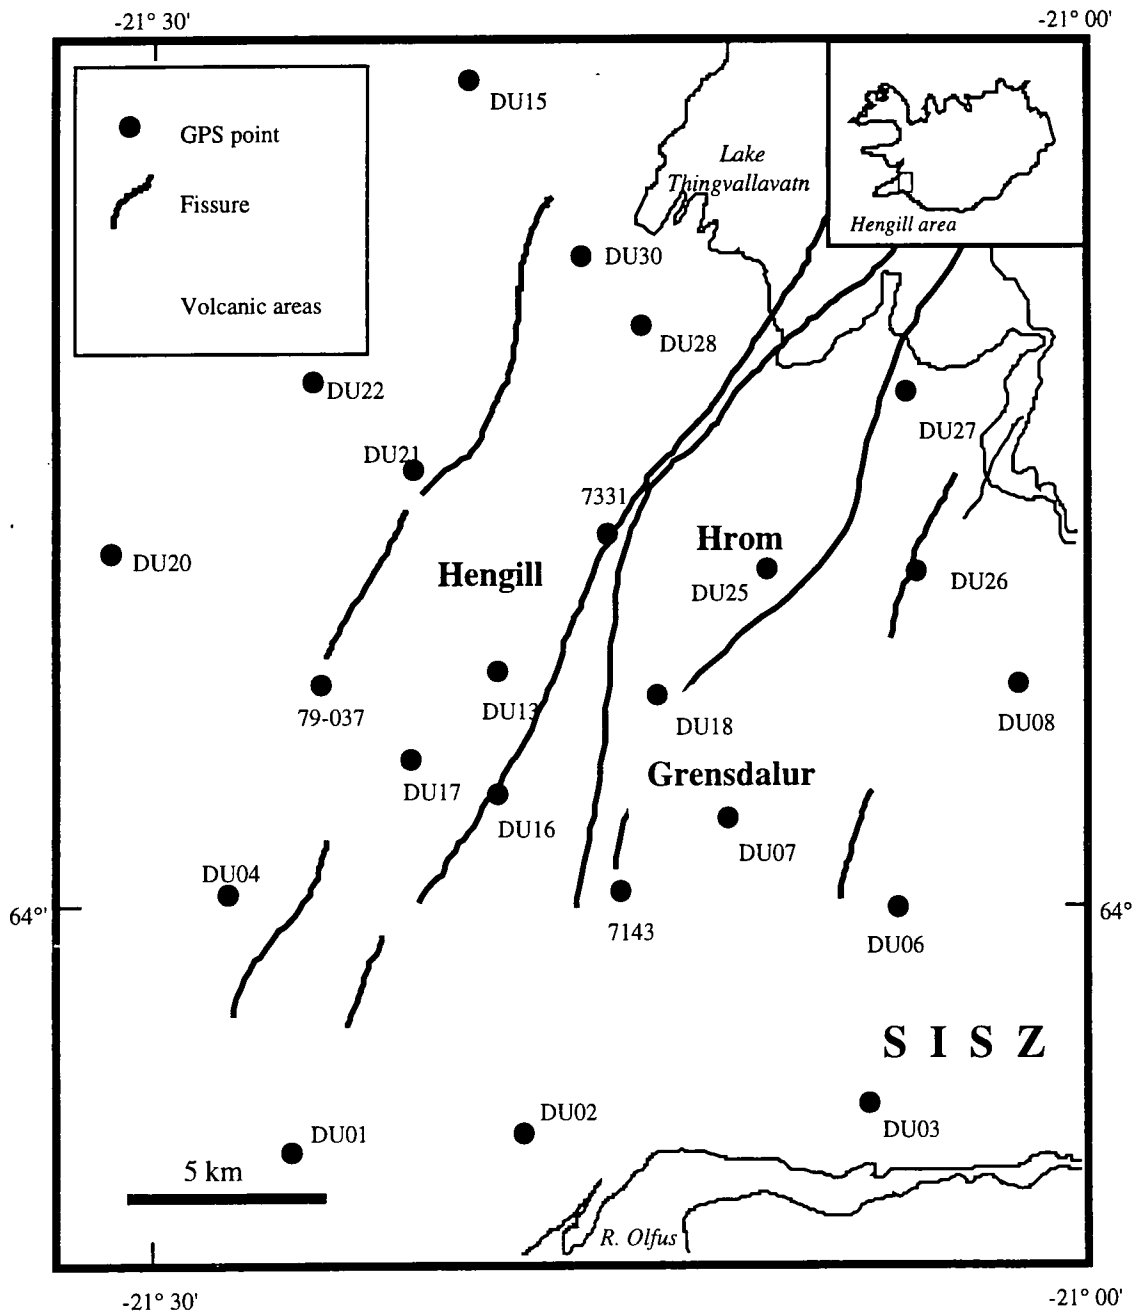 -21° 30'
-21° 00'
DU15
GPS point
Lake
Thingvallavatn
Fissure
Hengill area
DU30
Volcanic areas
DU28
DU22
DU27
DU21
7331
Hrom
DU20
Hengill
DU25
DU26
79-037
DU13
DU18
DU08
Grensdalur
DU17
DU16
DU07
DU04
64°'
64°
7143
DU06
S I S Z
DU02
DU03
DU01
5 km
R. Olfus
-21° 30'
-21° 00'